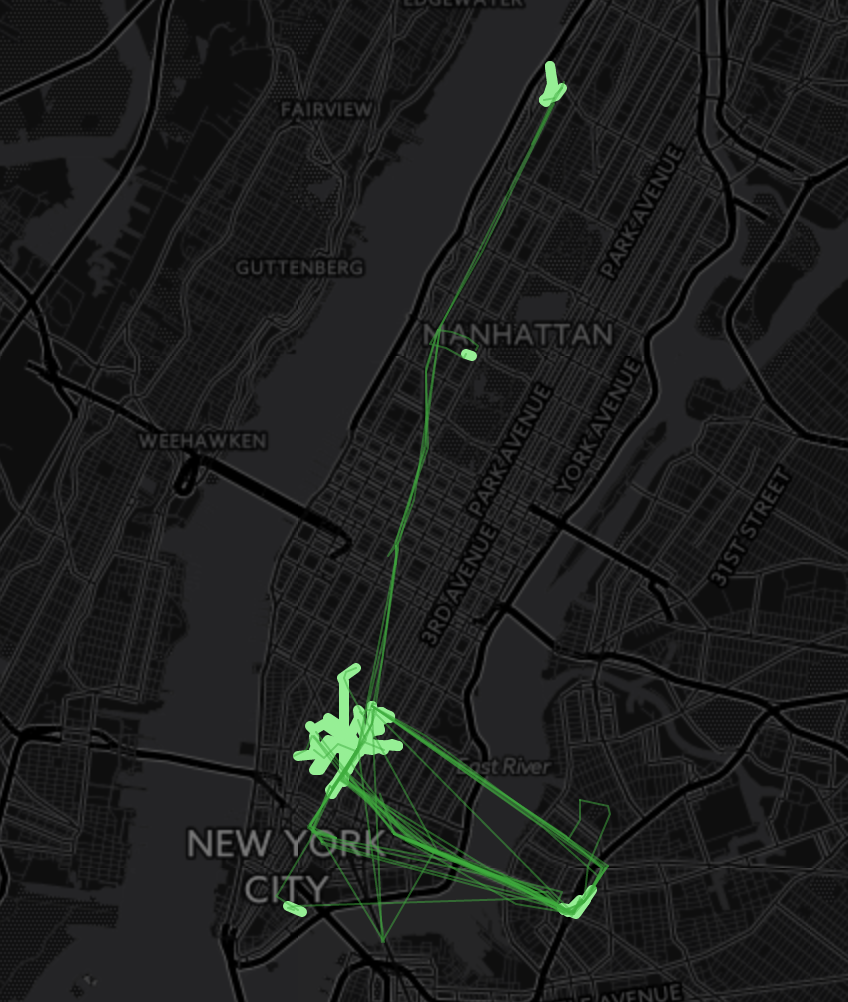 EDGEWATER
FAIRVIEW
PARK AVENUE
GUTTENBERG
MANHATTAN
WEEHAWKEN
PARK AVENUE
YORK AVENUE
31ST STREET
3RD AVENUE
East River
NEW YORK
CITY
AVENUE